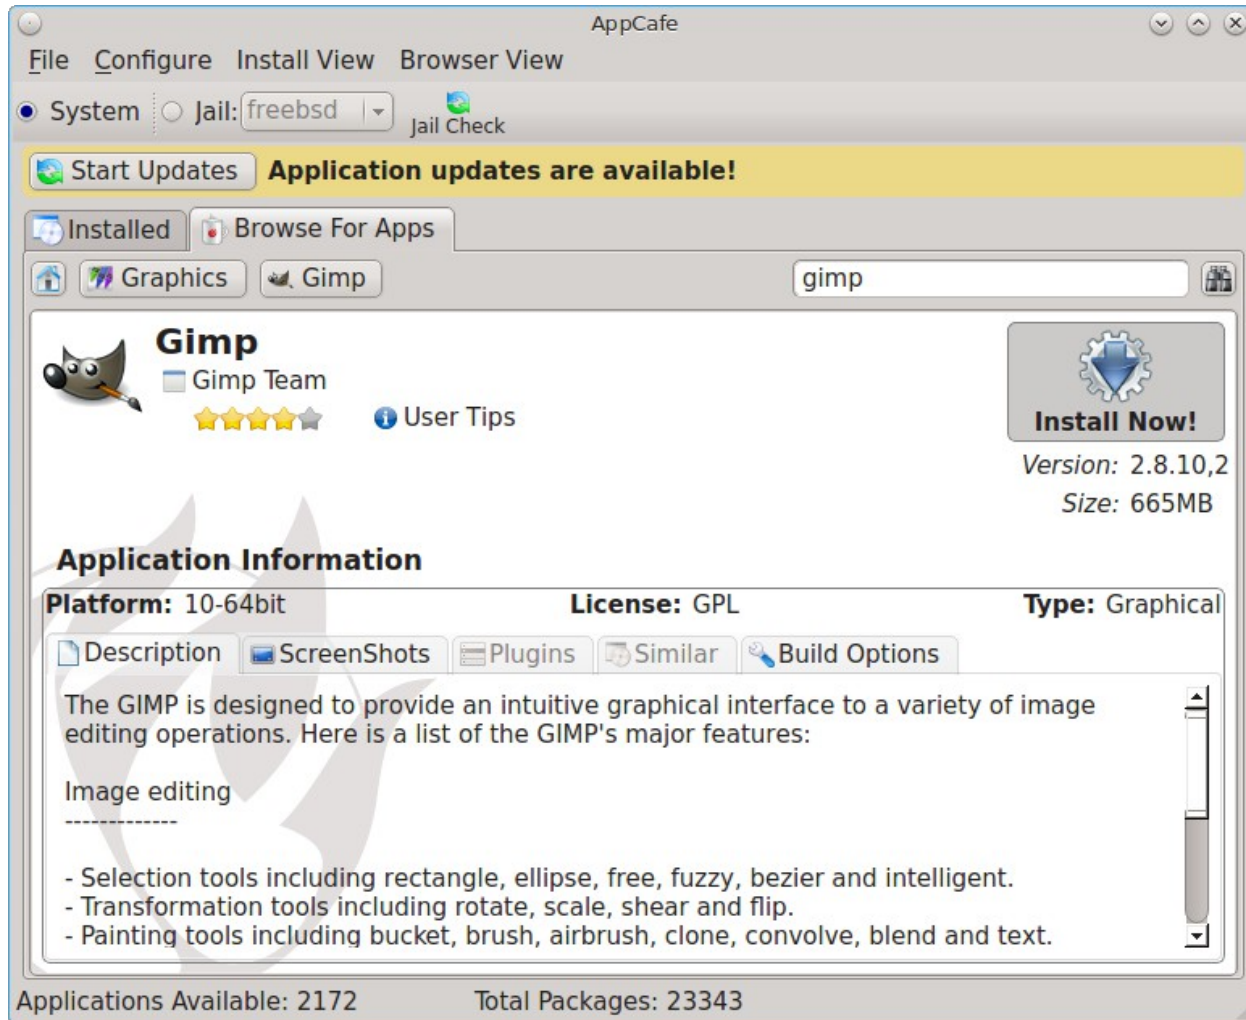 AppCafe
File Configure Install View Browser View
System Jail: freebsd Jail Check
Start Updates Application updates are available!
Installed Browse For Apps
Graphics Gimp gimp
Gimp
Gimp Team
User Tips
Install Now!
Version: 2.8.10,2
Size: 665MB
Application Information
Platform: 10-64bit License: GPL Type: Graphical
Description ScreenShots Plugins Similar Build Options
The GIMP is designed to provide an intuitive graphical interface to a variety of image
editing operations. Here is a list of the GIMP's major features:
Image editing
-------------
- Selection tools including rectangle, ellipse, free, fuzzy, bezier and intelligent.
- Transformation tools including rotate, scale, shear and flip.
- Painting tools including bucket, brush, airbrush, clone, convolve, blend and text.
Applications Available: 2172 Total Packages: 23343